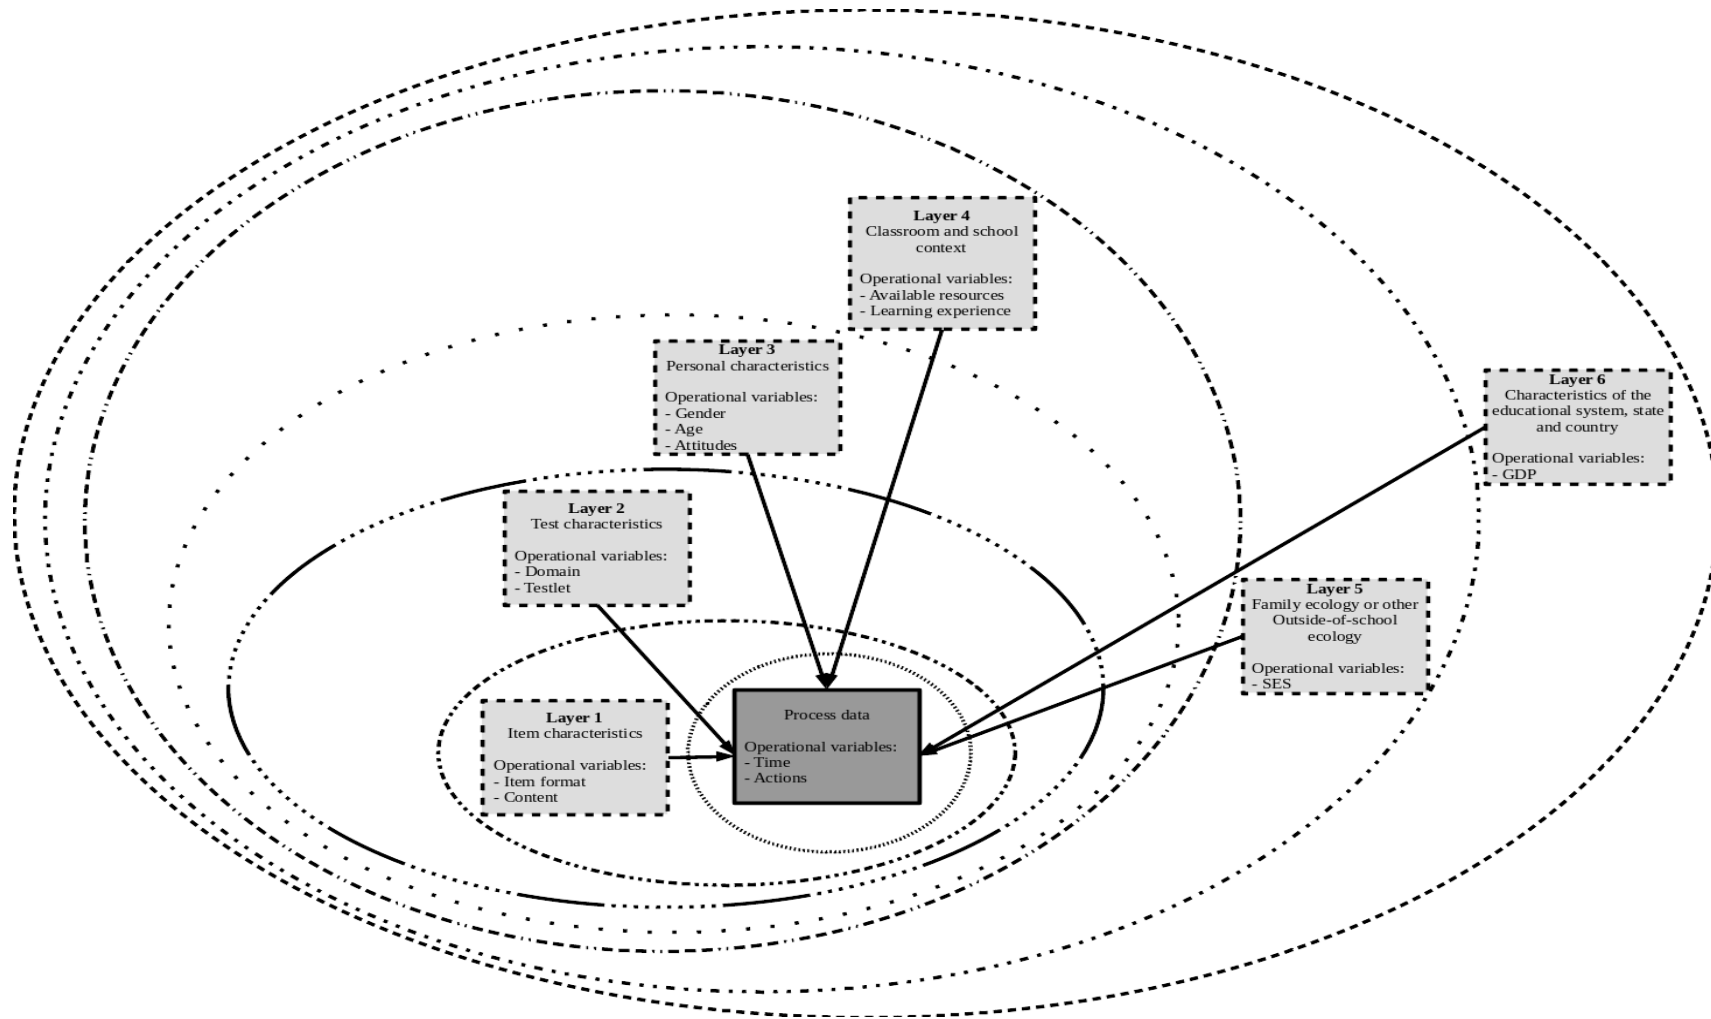 Layer 4
Classroom and school
context
Operational variables:
- Available resources
- Learning experience
Layer 3
Personal characteristics
Operational variables:
- Gender
- Age
- Attitudes
Layer 6
Characteristics of the
educational system, state
and country
Operational variables:
- GDP
Layer 2
Test characteristics
Operational variables:
- Domain
- Testlet
Layer 5
Family ecology or other
Outside-of-school
ecology
Operational variables:
- SES
Layer 1
Item characteristics
Operational variables:
- Item format
- Content
Process data
Operational variables:
- Time
- Actions